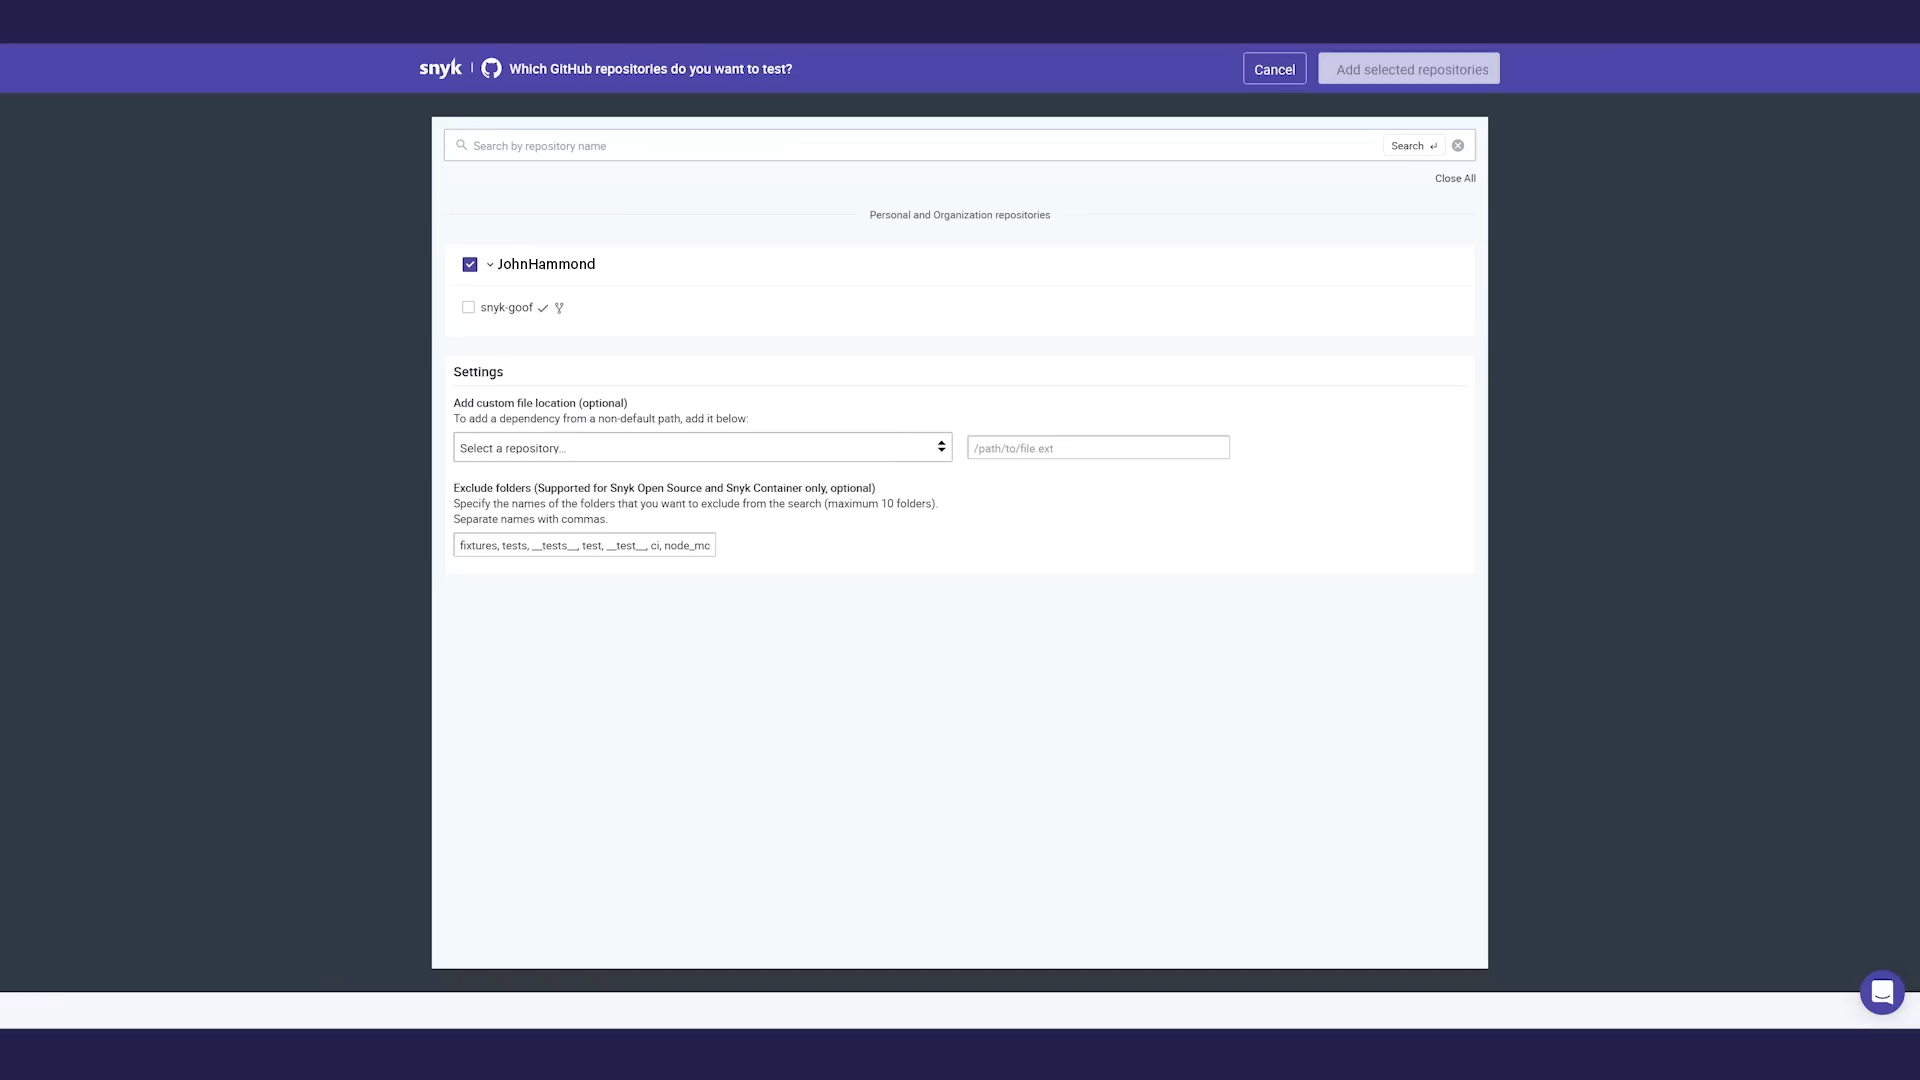 snyk | Which GitHub repositories do you want to test?
Cancel
Add selected repositories
Search by repository name
Search ↵
Close All
Personal and Organization repositories
JohnHammond
snyk-goof
Settings
Add custom file location (optional)
To add a dependency from a non-default path, add it below:
Select a repository...
/path/to/file.ext
Exclude folders (Supported for Snyk Open Source and Snyk Container only, optional)
Specify the names of the folders that you want to exclude from the search (maximum 10 folders).
Separate names with commas.
fixtures, tests, __tests__, test, __test__, ci, node_mc